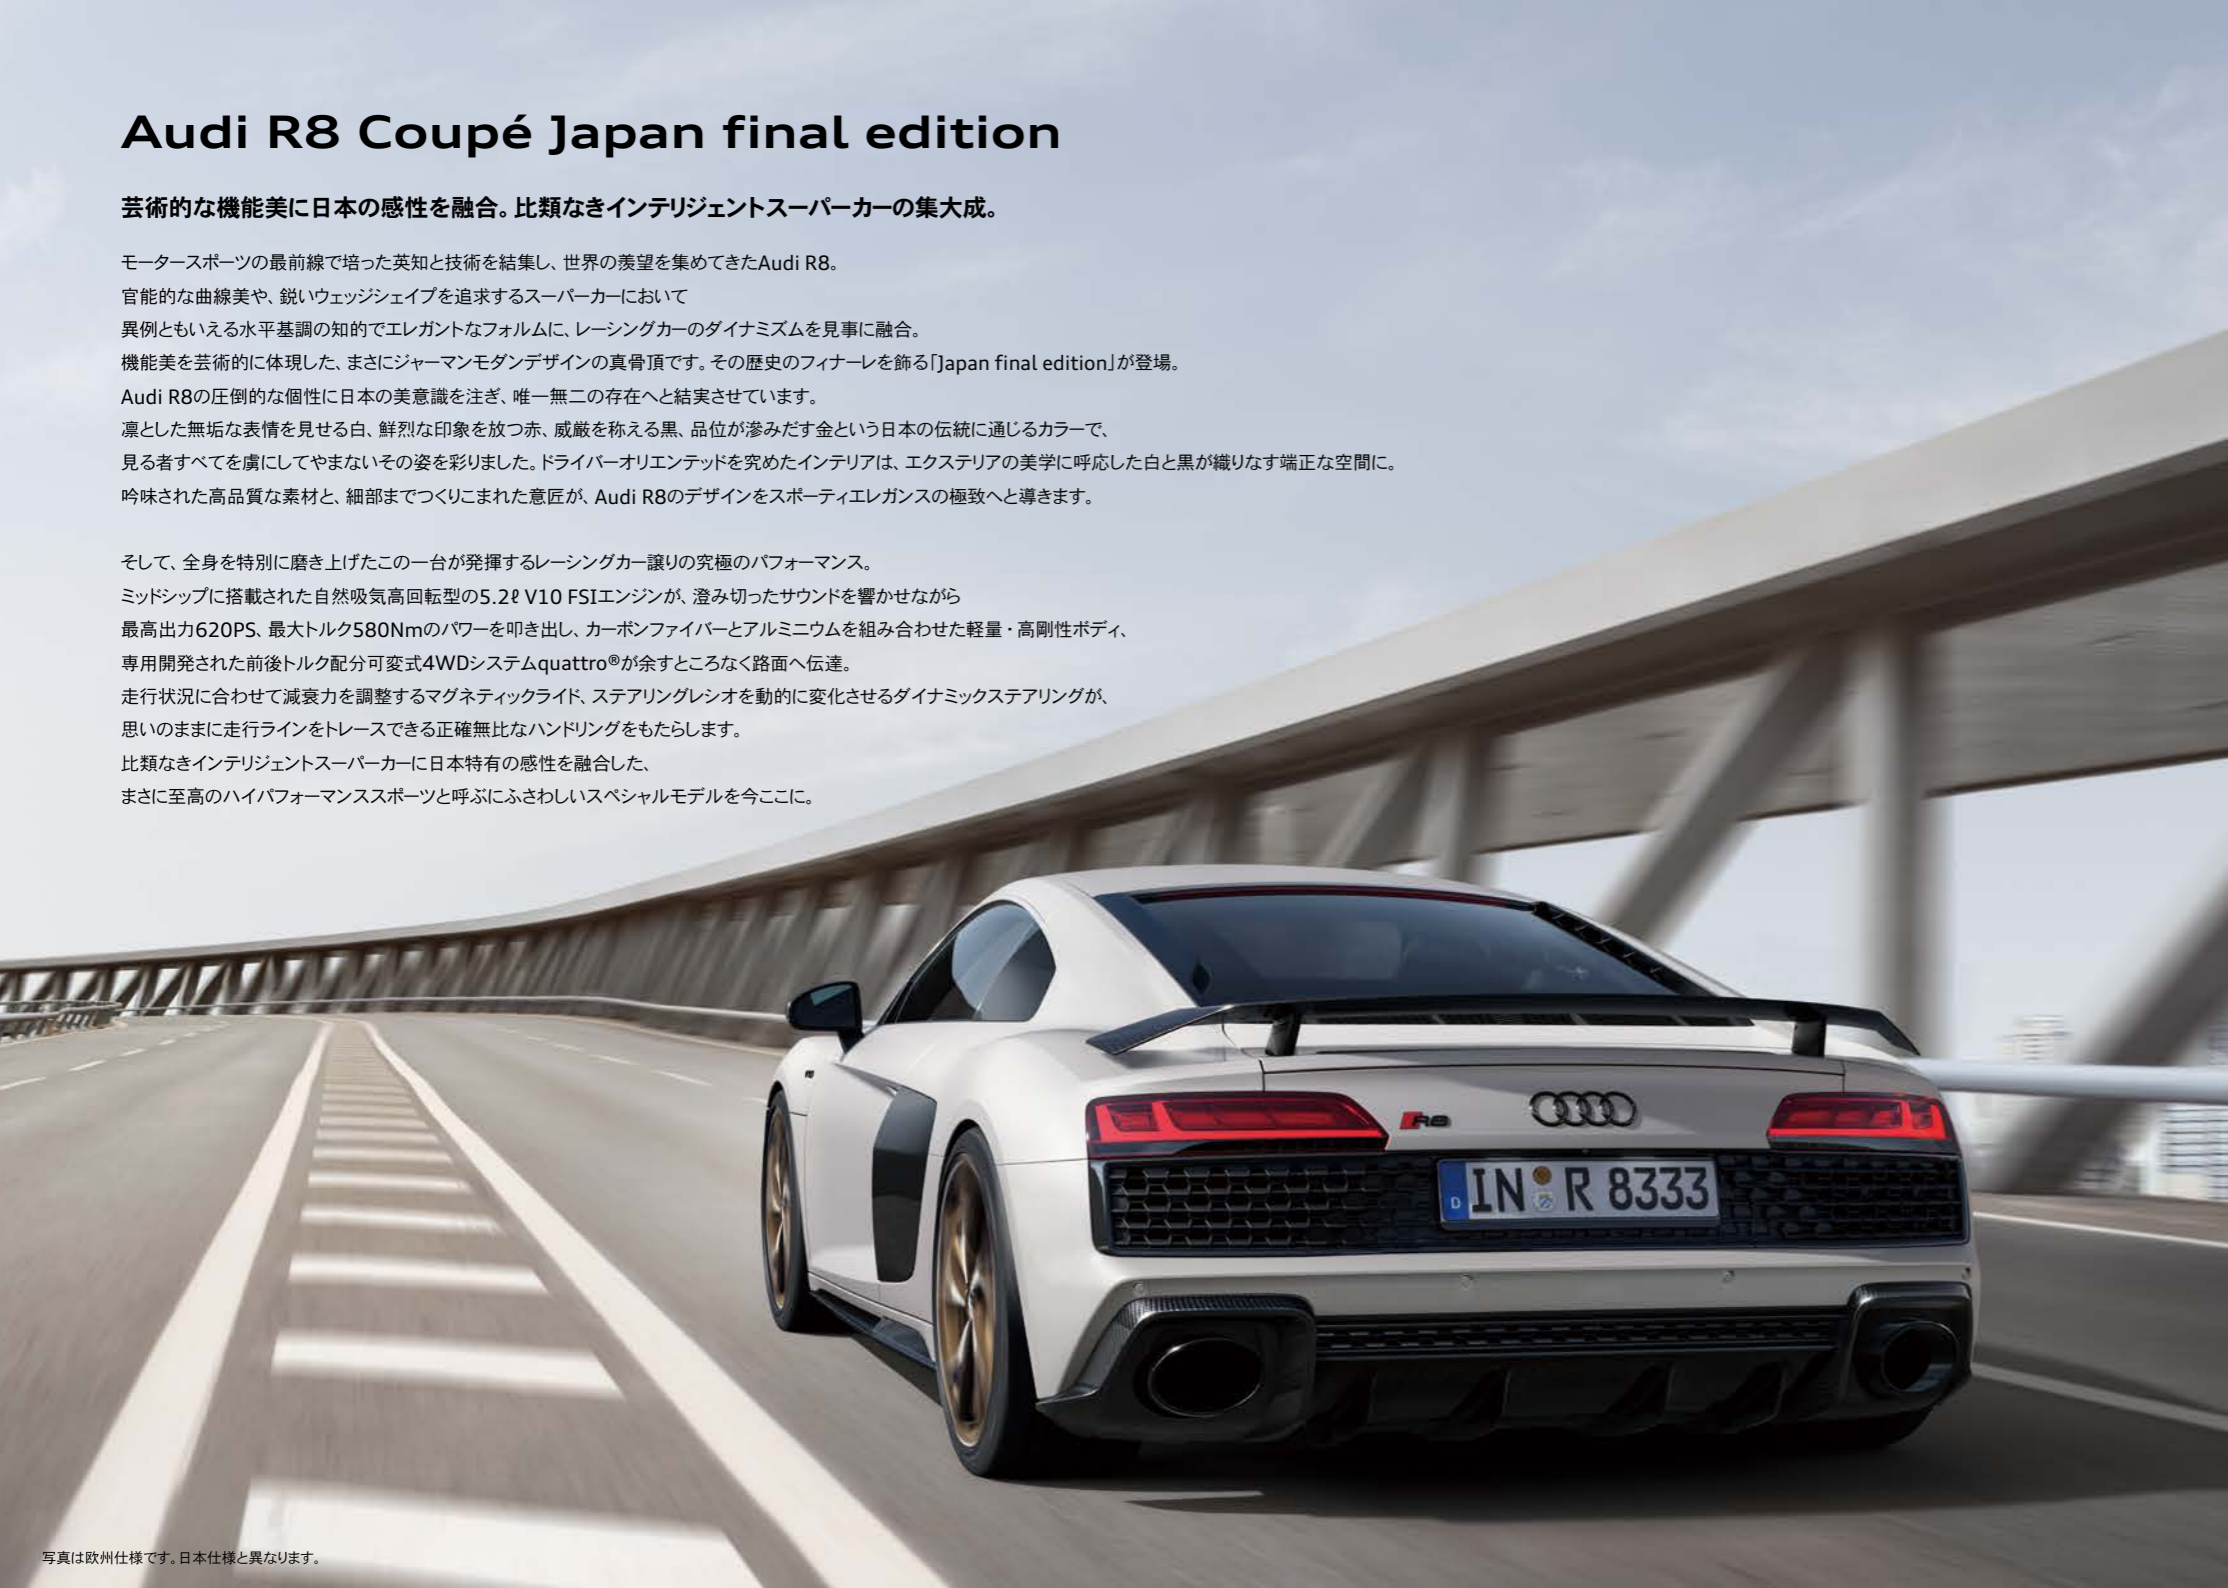 Audi R8 Coupé Japan final edition
芸術的な機能美に日本の感性を融合。比類なきインテリジェントスーパーカーの集大成。
モータースポーツの最前線で培った英知と技術を結集し、世界の羨望を集めてきたAudi R8。
官能的な曲線美や、鋭いウェッジシェイプを追求するスーパーカーにおいて
異例ともいえる水平基調の知的でエレガントなフォルムに、レーシングカーのダイナミズムを見事に融合。
機能美を芸術的に体現した、まさにジャーマンモダンデザインの真骨頂です。その歴史のフィナーレを飾る「Japan final edition」が登場。
Audi R8の圧倒的な個性に日本の美意識を注ぎ、唯一無二の存在へと結実させています。
凛とした無垢な表情を見せる白、鮮烈な印象を放つ赤、威厳を称える黒、品位が滲みだす金という日本の伝統に通じるカラーで、
見る者すべてを虜にしてやまないその姿を彩りました。ドライバーオリエンテッドを究めたインテリアは、エクステリアの美学に呼応した白と黒が織りなす端正な空間に。
吟味された高品質な素材と、細部までつくりこまれた意匠が、Audi R8のデザインをスポーティエレガンスの極致へと導きます。
そして、全身を特別に磨き上げたこの一台が発揮するレーシングカー譲りの究極のパフォーマンス。
ミッドシップに搭載された自然吸気高回転型の5.2ℓ V10 FSIエンジンが、澄み切ったサウンドを響かせながら
最高出力620PS、最大トルク580Nmのパワーを叩き出し、カーボンファイバーとアルミニウムを組み合わせた軽量・高剛性ボディ、
専用開発された前後トルク配分可変式4WDシステムquattro®が余すところなく路面へ伝達。
走行状況に合わせて減衰力を調整するマグネティックライド、ステアリングレシオを動的に変化させるダイナミックステアリングが、
思いのままに走行ラインをトレースできる正確無比なハンドリングをもたらします。
比類なきインテリジェントスーパーカーに日本特有の感性を融合した、
まさに至高のハイパフォーマンススポーツと呼ぶにふさわしいスペシャルモデルを今ここに。
R8
D IN R 8333
写真は欧州仕様です。日本仕様と異なります。